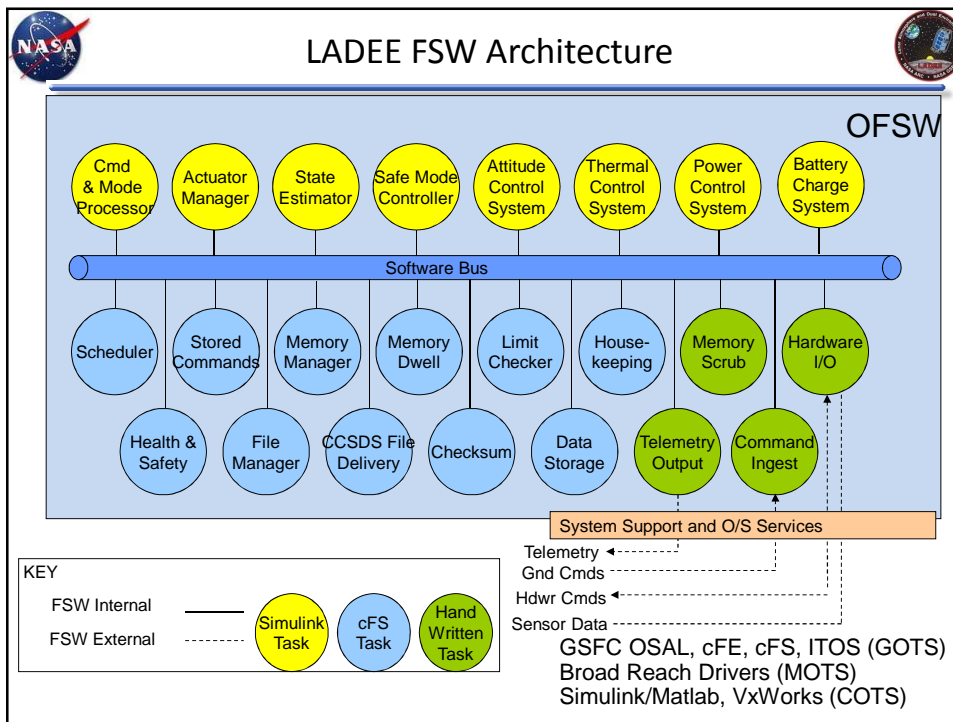 NASA
LADEE FSW Architecture
OFSW
Cmd
& Mode
Processor
Actuator
Manager
State
Estimator
Safe Mode
Controller
Attitude
Control
System
Thermal
Control
System
Power
Control
System
Battery
Charge
System
Software Bus
Scheduler
Stored
Commands
Memory
Manager
Memory
Dwell
Limit
Checker
House-
keeping
Memory
Scrub
Hardware
I/O
Health &
Safety
File
Manager
CCSDS File
Delivery
Checksum
Data
Storage
Telemetry
Output
Command
Ingest
System Support and O/S Services
Telemetry
Gnd Cmds
Hdwr Cmds
Sensor Data
KEY
FSW Internal
FSW External
Simulink
Task
cFS
Task
Hand
Written
Task
GSFC OSAL, cFE, cFS, ITOS (GOTS)
Broad Reach Drivers (MOTS)
Simulink/Matlab, VxWorks (COTS)